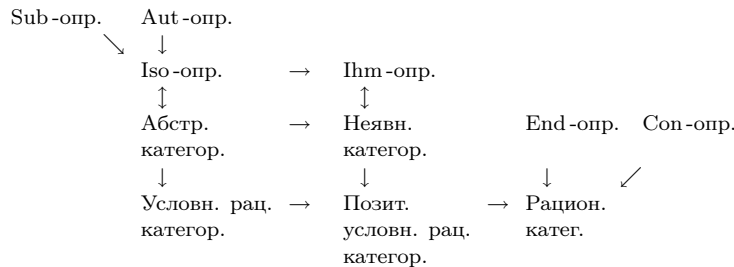 Sub-опр. Aut-опр.
Iso-опр. → Ihm-опр.
Абстр. → Неявн. End-опр. Con-опр.
категор. категор.
Условн. рац. → Позит. → Рацион.
категор. условн. рац. катег.
категор.